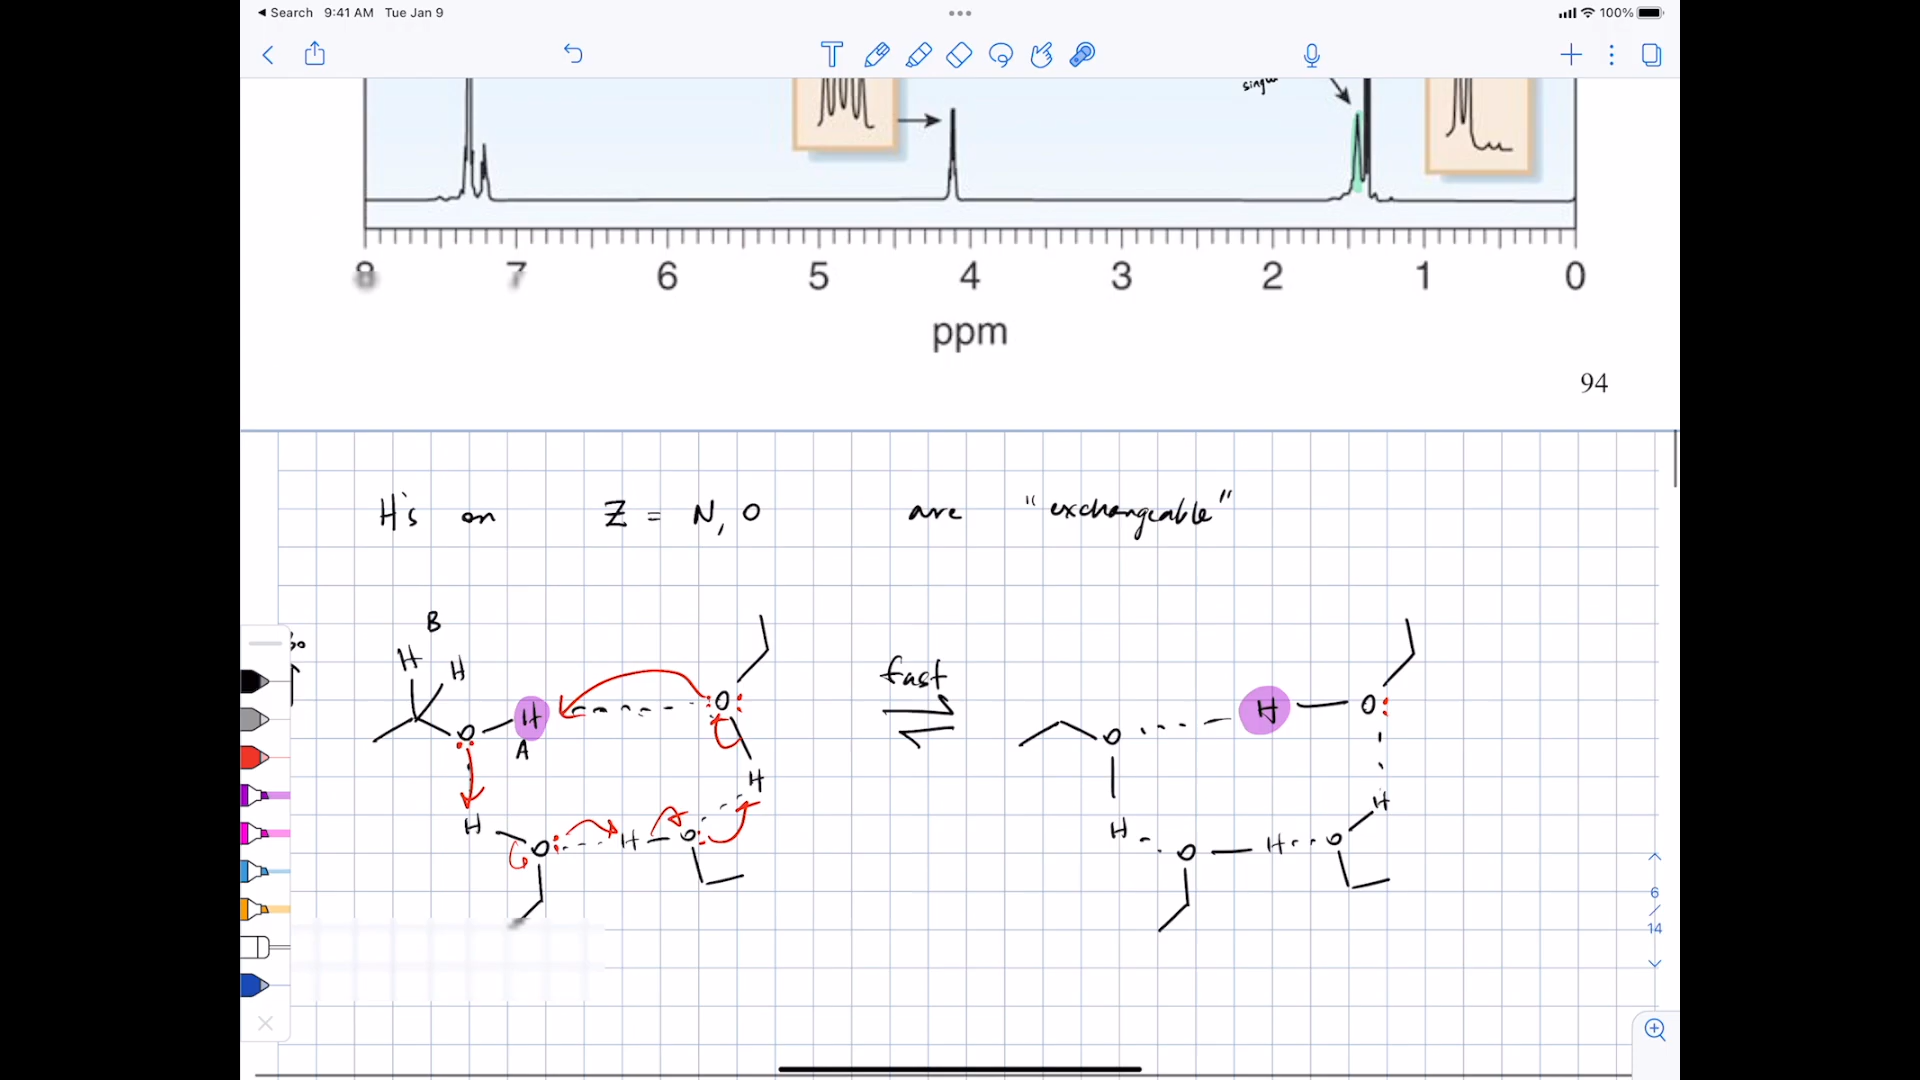 Search 9:41 AM Tue Jan 9
100%
8 7 6 5 4 3 2 1 0
ppm
94
H's on Z = N, O are "exchangeable"
B
H H
O H A
O
H
H O H O
fast
O H O
H
H O H O
6
/
14